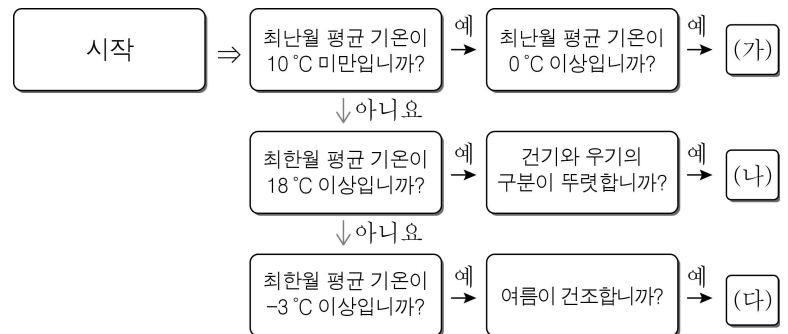 시작
⇒
최난월 평균 기온이
10 ℃ 미만입니까?
예
최난월 평균 기온이
0 ℃ 이상입니까?
예
(가)
아니요
최한월 평균 기온이
18 ℃ 이상입니까?
예
건기와 우기의
구분이 뚜렷합니까?
예
(나)
아니요
최한월 평균 기온이
-3 ℃ 이상입니까?
예
여름이 건조합니까?
예
(다)